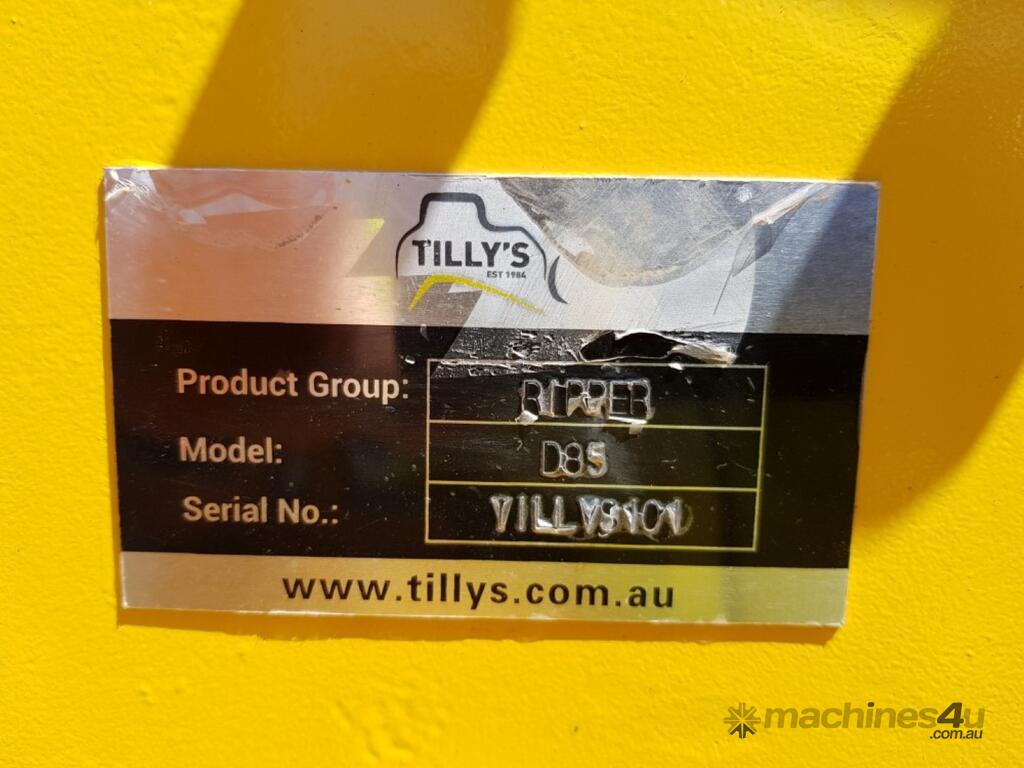 TILLY'S
EST 1984
Product Group: RIPPER
Model: D85
Serial No.:
www.tillys.com.au
machines4u
.com.au